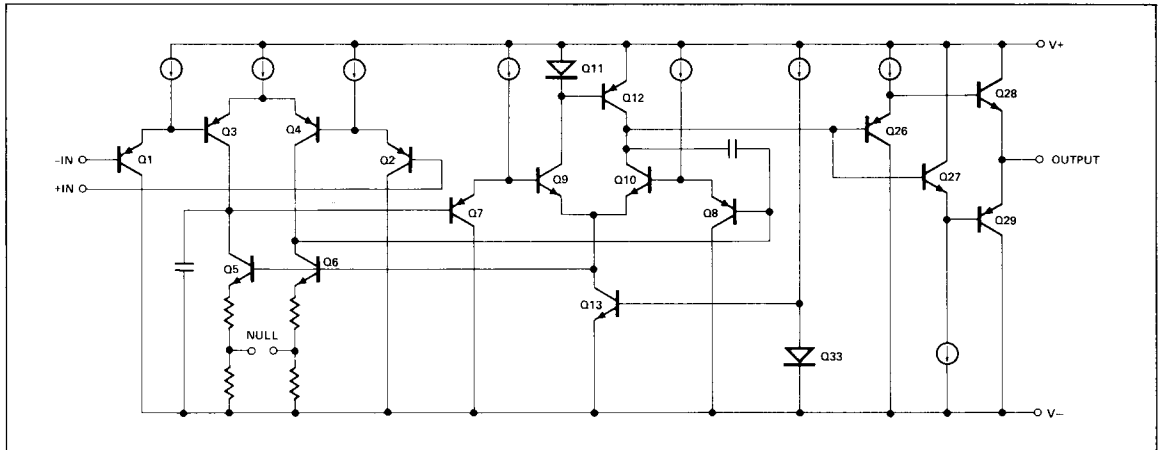 V+
Q11
Q12
Q28
Q3
Q4
Q26
-IN
Q1
Q2
OUTPUT
+IN
Q9
Q10
Q27
Q7
Q8
Q29
Q5
Q6
Q13
NULL
Q33
V-